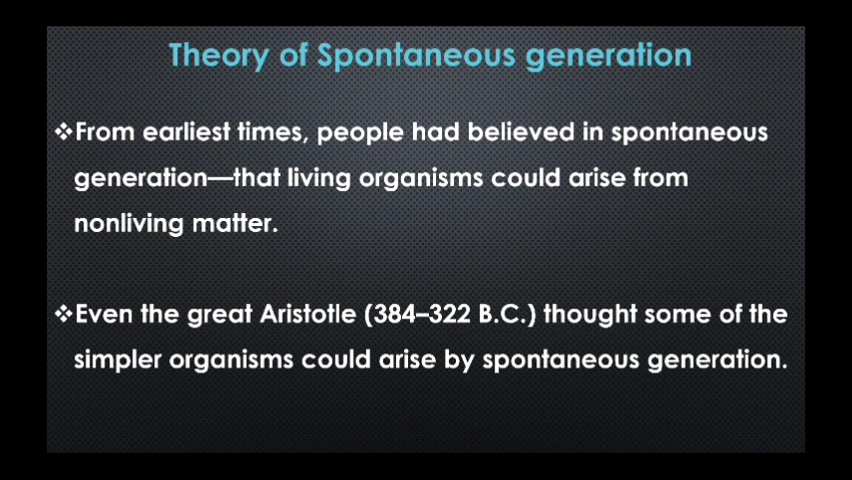 Theory of Spontaneous generation
❖From earliest times, people had believed in spontaneous
generation—that living organisms could arise from
nonliving matter.
❖Even the great Aristotle (384–322 B.C.) thought some of the
simpler organisms could arise by spontaneous generation.